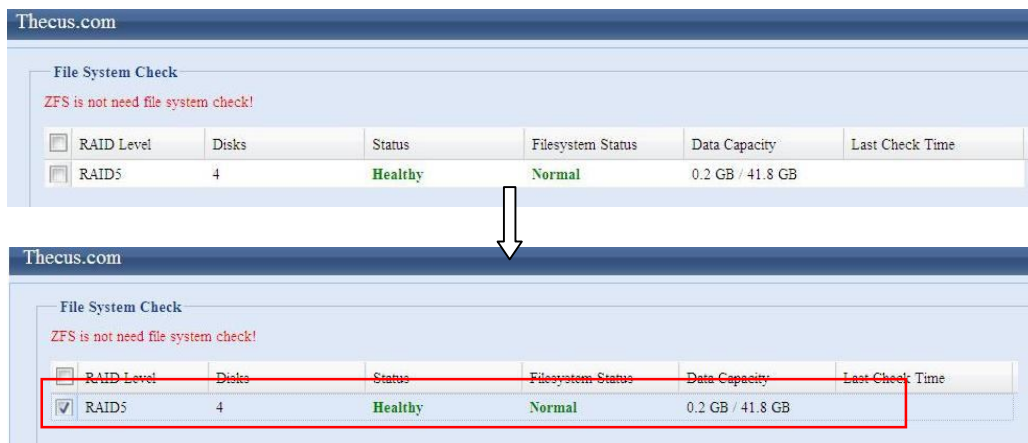 Thecus.com
File System Check
ZFS is not need file system check!
RAID Level Disks Status Filesystem Status Data Capacity Last Check Time
RAID5 4 Healthy Normal 0.2 GB / 41.8 GB
Thecus.com
File System Check
ZFS is not need file system check!
RAID Level Disks Status Filesystem Status Data Capacity Last Check Time
RAID5 4 Healthy Normal 0.2 GB / 41.8 GB